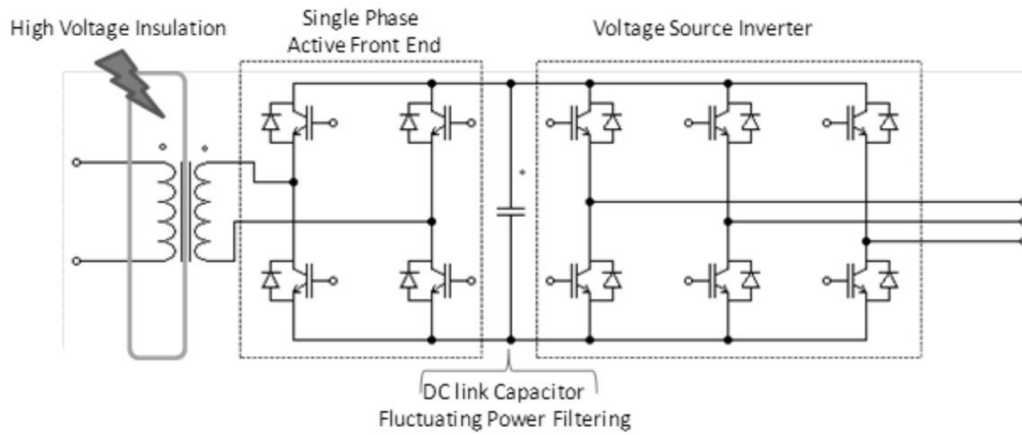 High Voltage Insulation
Single Phase
Active Front End
Voltage Source Inverter
DC link Capacitor
Fluctuating Power Filtering